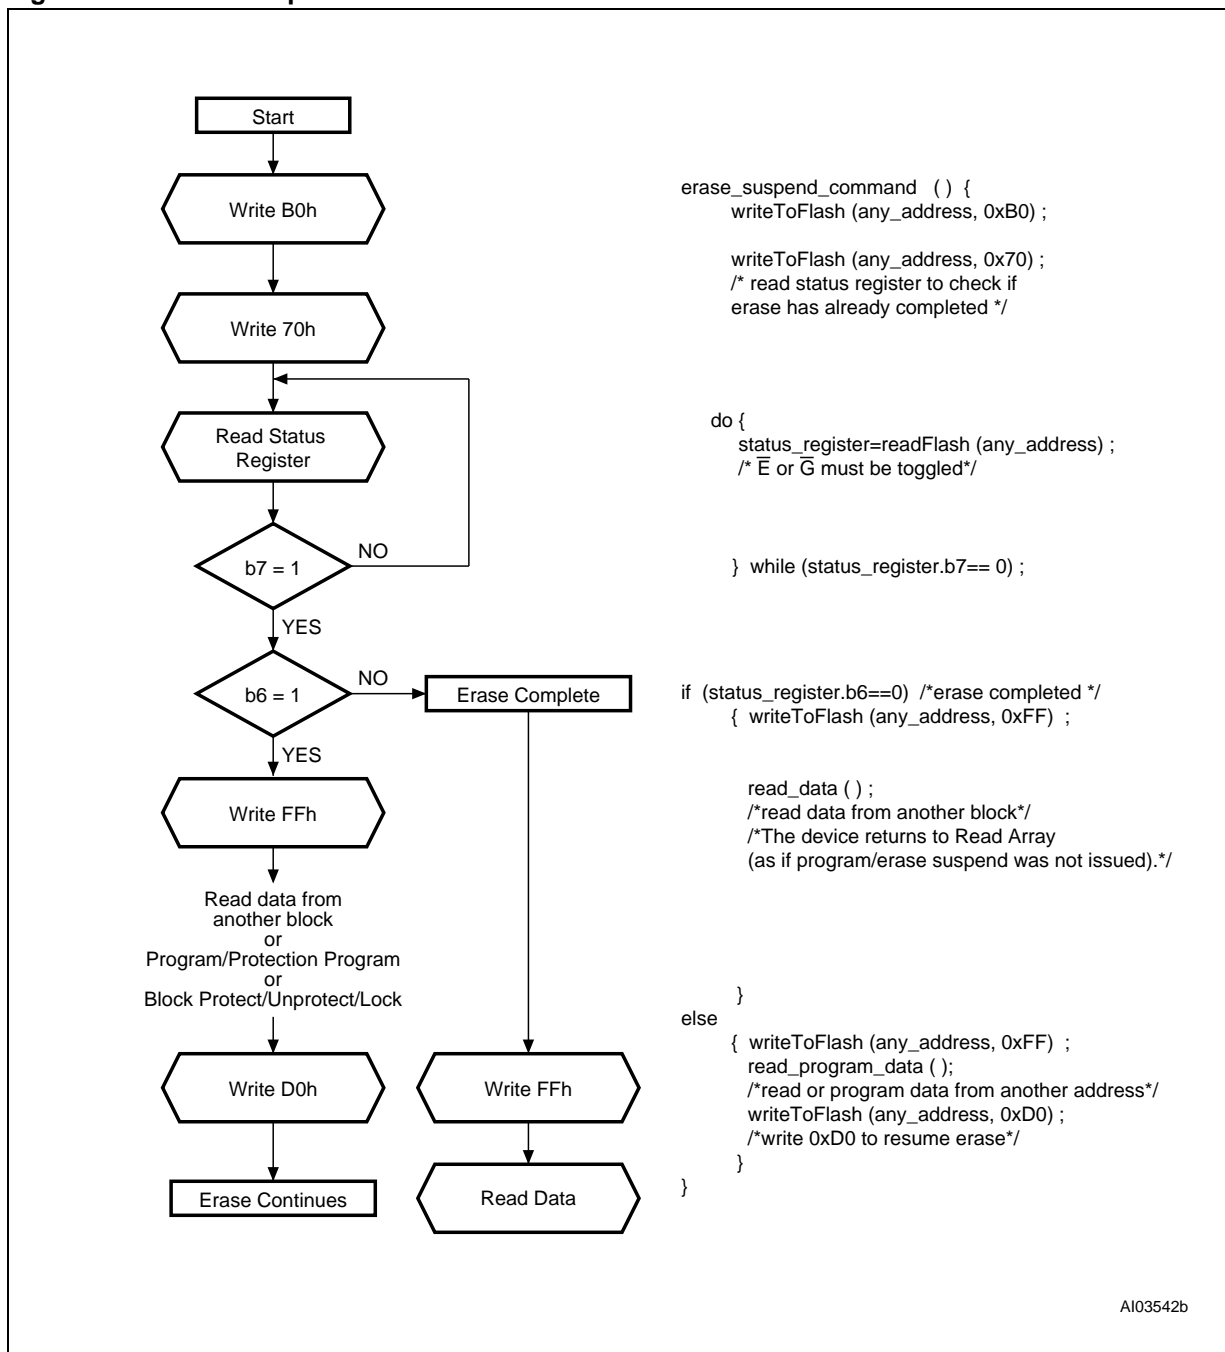 Start
Write B0h
Write 70h
Read Status
Register
b7 = 1
NO
YES
b6 = 1
NO
Erase Complete
YES
Write FFh
Read data from
another block
or
Program/Protection Program
or
Block Protect/Unprotect/Lock
Write D0h
Write FFh
Erase Continues
Read Data
erase_suspend_command ( ) {
writeToFlash (any_address, 0xB0) ;
writeToFlash (any_address, 0x70) ;
/* read status register to check if
erase has already completed */
do {
status_register=readFlash (any_address) ;
/* E̅ or G̅ must be toggled*/
} while (status_register.b7== 0) ;
if (status_register.b6==0) /*erase completed */
{ writeToFlash (any_address, 0xFF) ;
read_data ( ) ;
/*read data from another block*/
/*The device returns to Read Array
(as if program/erase suspend was not issued).*/
}
else
{ writeToFlash (any_address, 0xFF) ;
read_program_data ( );
/*read or program data from another address*/
writeToFlash (any_address, 0xD0) ;
/*write 0xD0 to resume erase*/
}
}
AI03542b